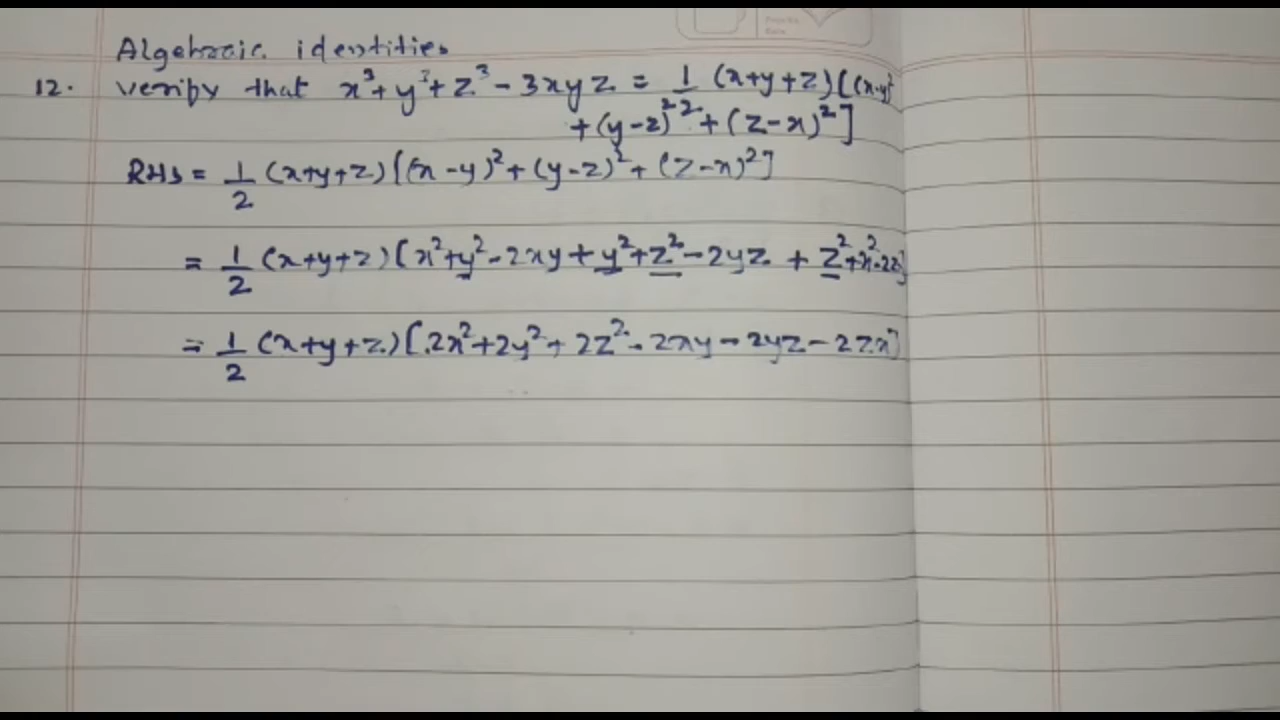 Algebraic identities
12. verify that x³+y³+z³-3xyz = 1/2 (x+y+z)[(x-y)²
+(y-z)²+(z-x)²]
RHS = 1/2 (x+y+z)[(x-y)²+(y-z)²+(z-x)²]
= 1/2 (x+y+z)[x²+y²-2xy+y²+z²-2yz+z²+x²-2zx]
= 1/2 (x+y+z)[2x²+2y²+2z²-2xy-2yz-2zx]